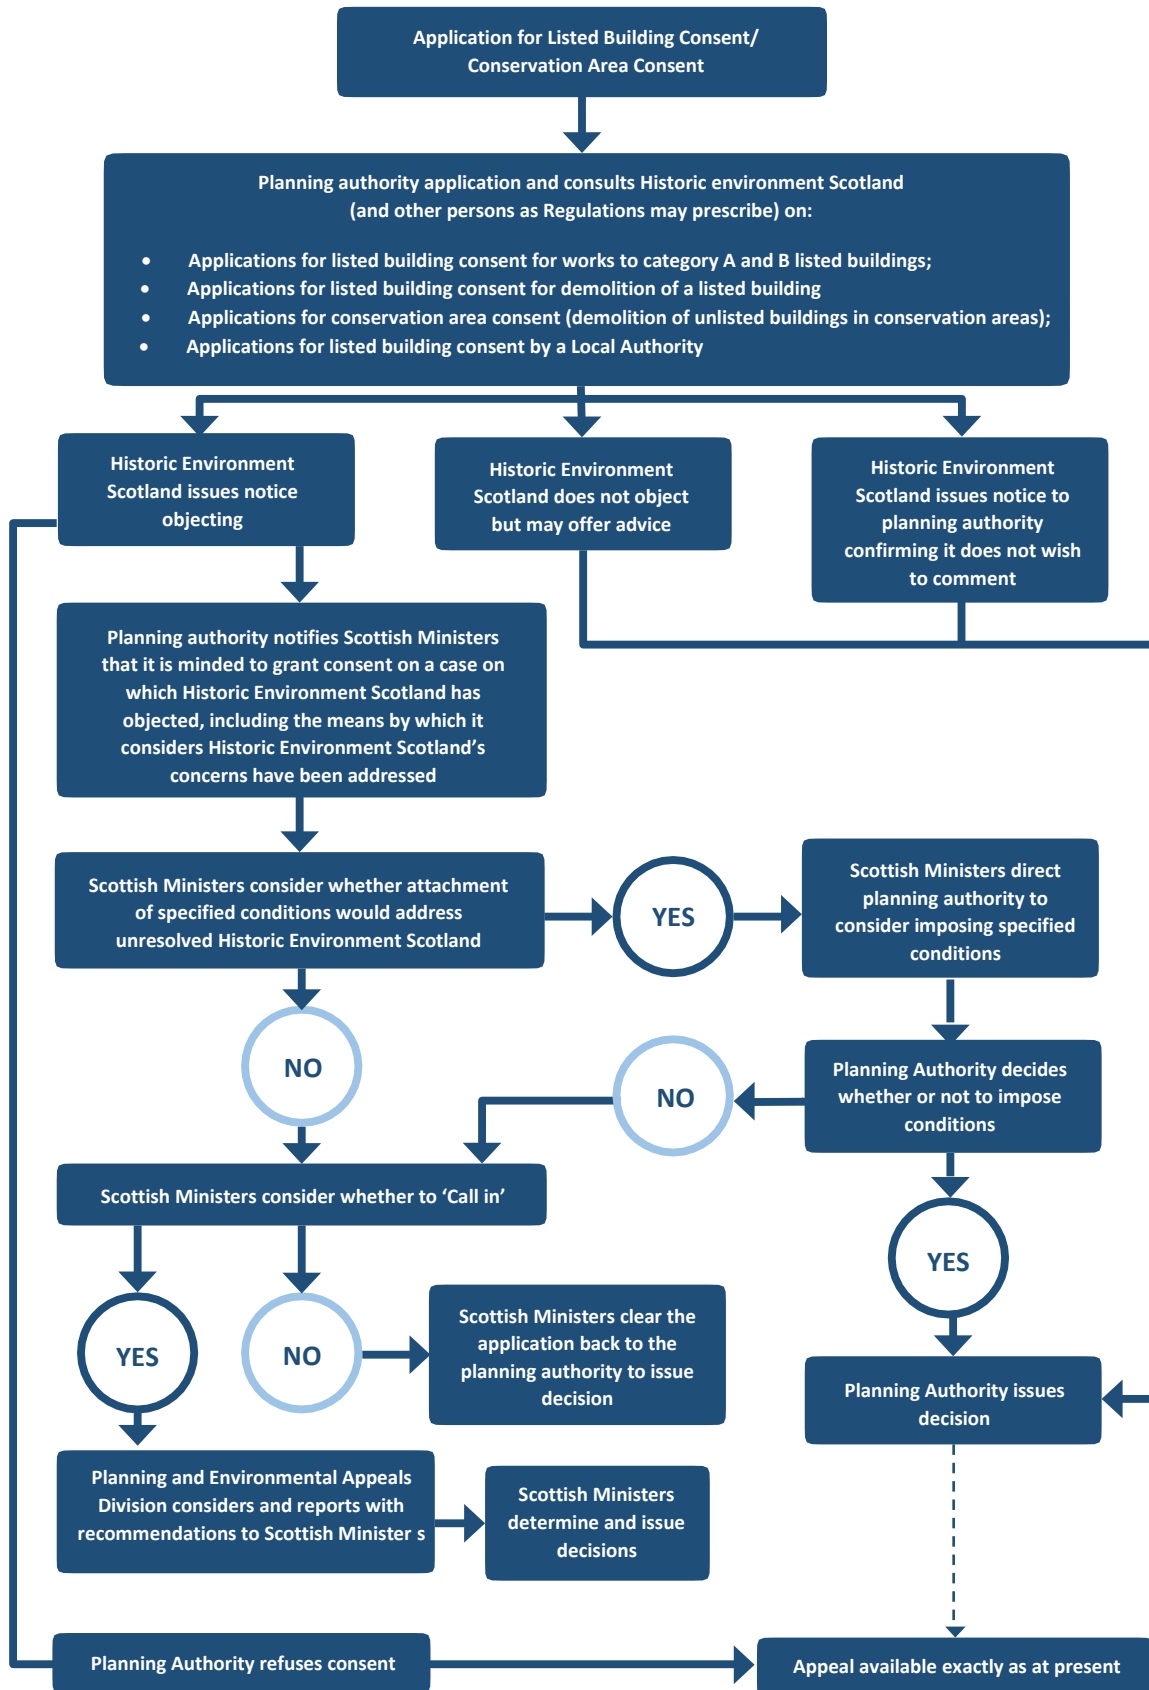 Application for Listed Building Consent/
Conservation Area Consent
Planning authority application and consults Historic environment Scotland
(and other persons as Regulations may prescribe) on:
• Applications for listed building consent for works to category A and B listed buildings;
• Applications for listed building consent for demolition of a listed building
• Applications for conservation area consent (demolition of unlisted buildings in conservation areas);
• Applications for listed building consent by a Local Authority
Historic Environment
Scotland issues notice
objecting
Historic Environment
Scotland does not object
but may offer advice
Historic Environment
Scotland issues notice to
planning authority
confirming it does not wish
to comment
Planning authority notifies Scottish Ministers
that it is minded to grant consent on a case on
which Historic Environment Scotland has
objected, including the means by which it
considers Historic Environment Scotland’s
concerns have been addressed
Scottish Ministers consider whether attachment
of specified conditions would address
unresolved Historic Environment Scotland
YES
Scottish Ministers direct
planning authority to
consider imposing specified
conditions
NO
NO
Planning Authority decides
whether or not to impose
conditions
Scottish Ministers consider whether to ‘Call in’
YES
YES
NO
Scottish Ministers clear the
application back to the
planning authority to issue
decision
Planning Authority issues
decision
Planning and Environmental Appeals
Division considers and reports with
recommendations to Scottish Minister s
Scottish Ministers
determine and issue
decisions
Planning Authority refuses consent
Appeal available exactly as at present